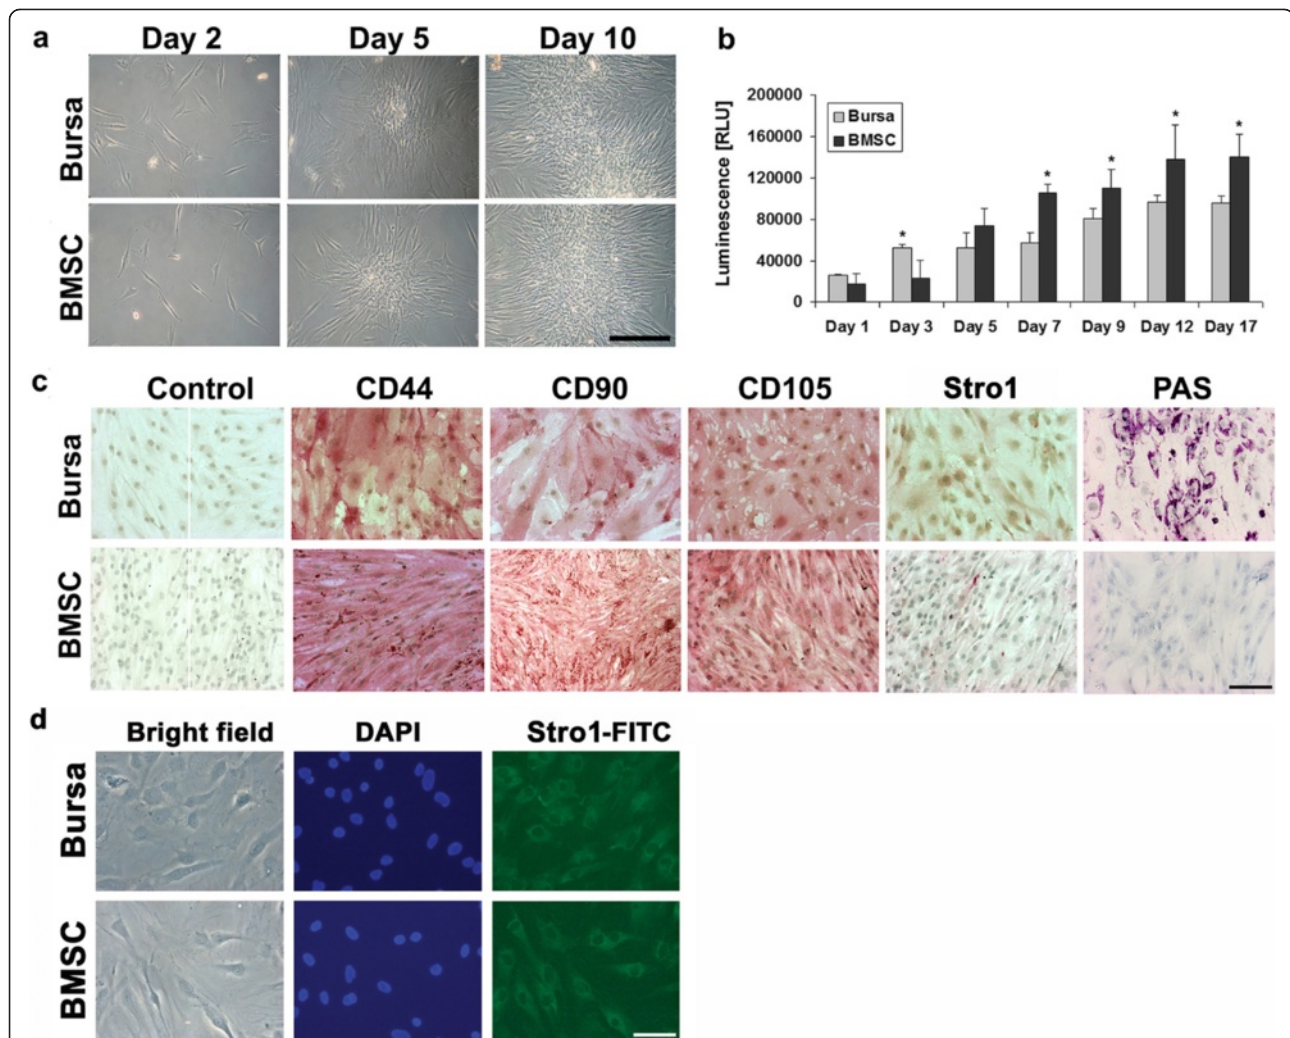 a
Day 2 Day 5 Day 10
Bursa
BMSC
b
Luminescence [RLU]
200000
160000
120000
80000
40000
0
Bursa
BMSC
*
*
*
*
*
Day 1 Day 3 Day 5 Day 7 Day 9 Day 12 Day 17
c
Control CD44 CD90 CD105 Stro1 PAS
Bursa
BMSC
d
Bright field DAPI Stro1-FITC
Bursa
BMSC